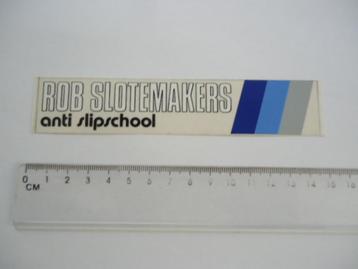 ROB SLOTEMAKERS
anti slipschool
0 1 2 3 4 5 6 7 8 9 10 11 12 13 14 15 16
CM